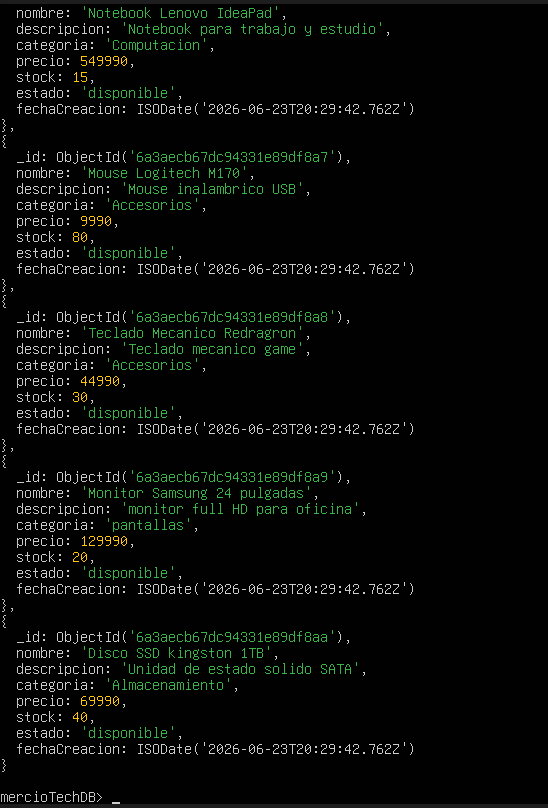 nombre: 'Notebook Lenovo IdeaPad',
descripcion: 'Notebook para trabajo y estudio',
categoria: 'Computacion',
precio: 549990,
stock: 15,
estado: 'disponible',
fechaCreacion: ISODate('2026-06-23T20:29:42.762Z')
},
{
_id: ObjectId('6a3aecb67dc94331e89df8a7'),
nombre: 'Mouse Logitech M170',
descripcion: 'Mouse inalambrico USB',
categoria: 'Accesorios',
precio: 9990,
stock: 80,
estado: 'disponible',
fechaCreacion: ISODate('2026-06-23T20:29:42.762Z')
},
{
_id: ObjectId('6a3aecb67dc94331e89df8a8'),
nombre: 'Teclado Mecanico Redragron',
descripcion: 'Teclado mecanico game',
categoria: 'Accesorios',
precio: 44990,
stock: 30,
estado: 'disponible',
fechaCreacion: ISODate('2026-06-23T20:29:42.762Z')
},
{
_id: ObjectId('6a3aecb67dc94331e89df8a9'),
nombre: 'Monitor Samsung 24 pulgadas',
descripcion: 'monitor full HD para oficina',
categoria: 'pantallas',
precio: 129990,
stock: 20,
estado: 'disponible',
fechaCreacion: ISODate('2026-06-23T20:29:42.762Z')
},
{
_id: ObjectId('6a3aecb67dc94331e89df8aa'),
nombre: 'Disco SSD kingston 1TB',
descripcion: 'Unidad de estado solido SATA',
categoria: 'Almacenamiento',
precio: 69990,
stock: 40,
estado: 'disponible',
fechaCreacion: ISODate('2026-06-23T20:29:42.762Z')
}
mercioTechDB> _